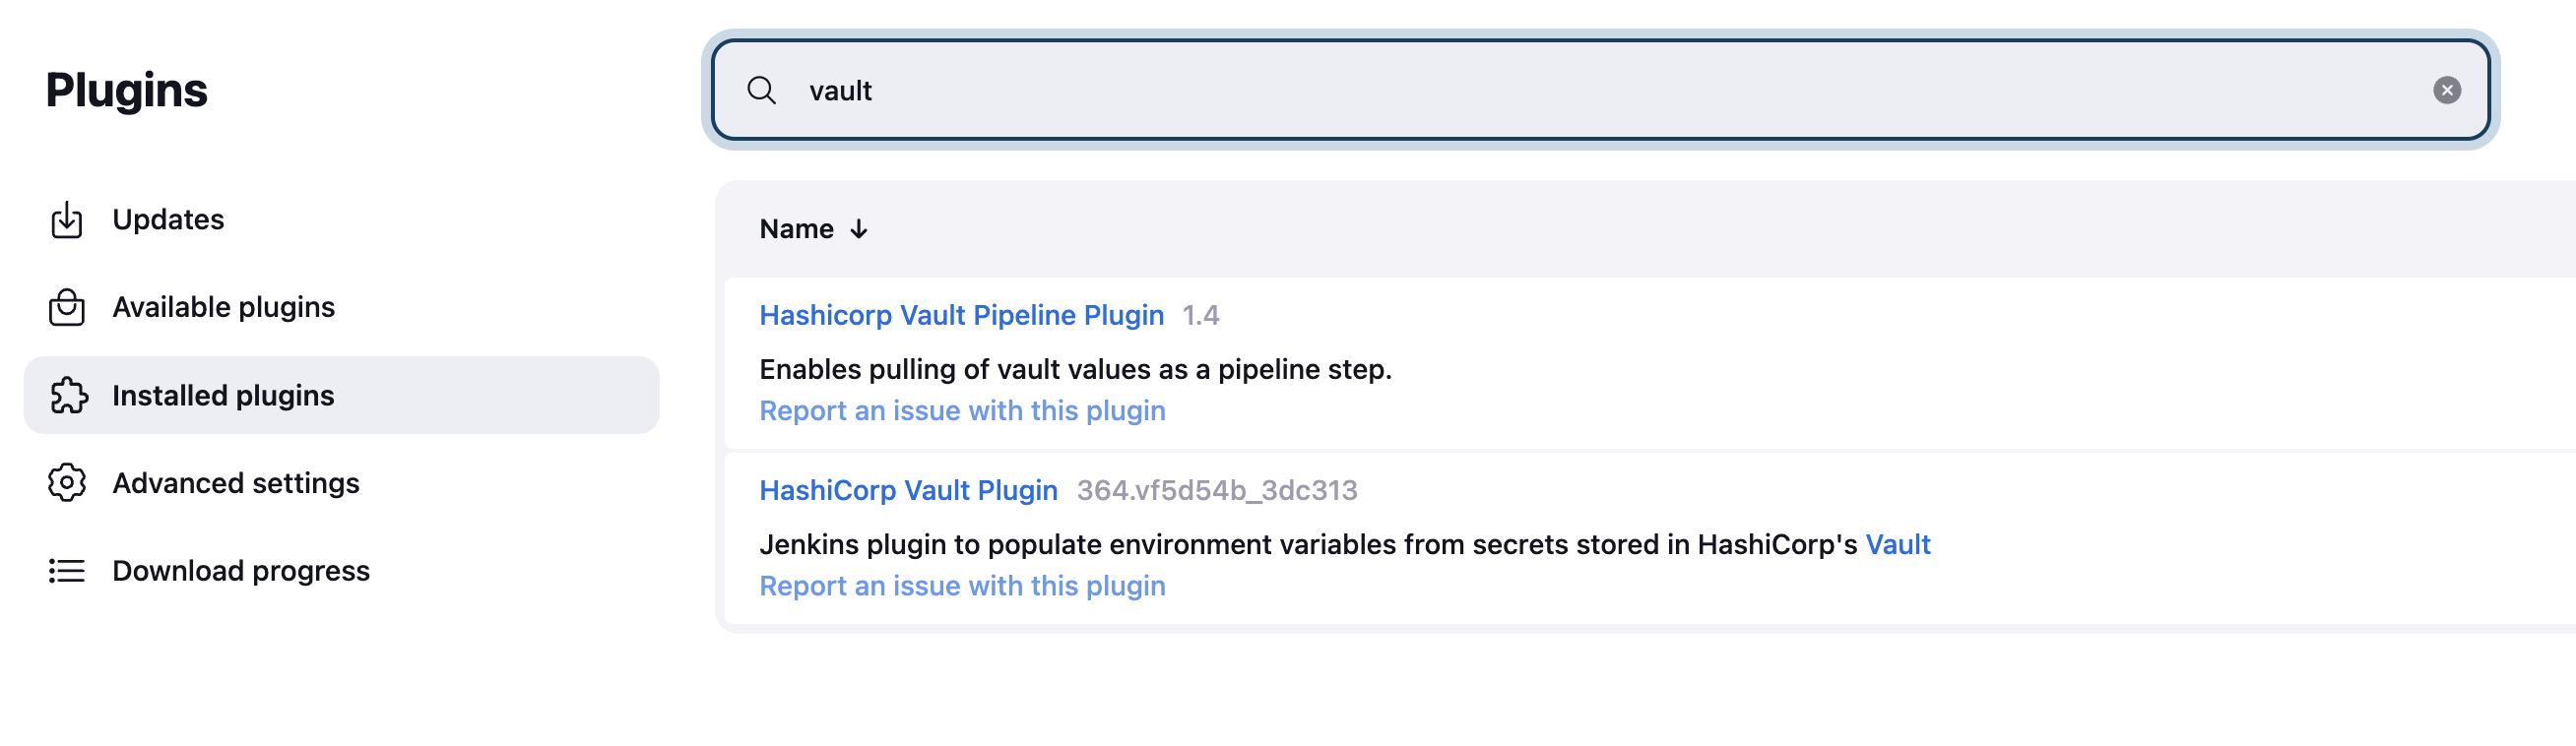 Plugins
Updates
Available plugins
Installed plugins
Advanced settings
Download progress
vault
Name ↓
Hashicorp Vault Pipeline Plugin 1.4
Enables pulling of vault values as a pipeline step.
Report an issue with this plugin
HashiCorp Vault Plugin 364.vf5d54b_3dc313
Jenkins plugin to populate environment variables from secrets stored in HashiCorp's Vault
Report an issue with this plugin